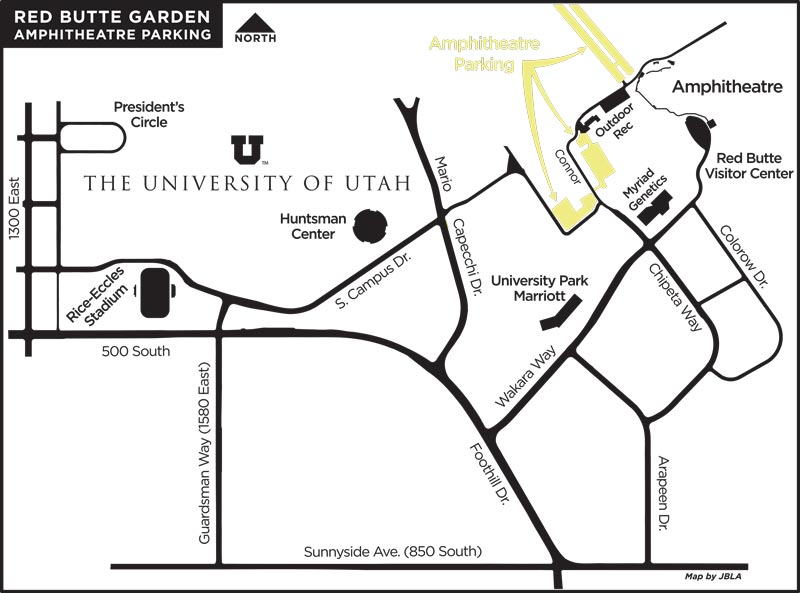 RED BUTTE GARDEN
AMPHITHEATRE PARKING
NORTH
Amphitheatre
Parking
Amphitheatre
President's
Circle
Outdoor
Rec
U
TM
THE UNIVERSITY OF UTAH
Mario
Capecchi Dr.
Connor
Red Butte
Visitor Center
Myriad
Genetics
1300 East
Huntsman
Center
S. Campus Dr.
Colorow Dr.
Rice-Eccles
Stadium
University Park
Marriott
Chipeta Way
500 South
Wakara Way
Guardsman Way (1580 East)
Foothill Dr.
Arapeen Dr.
Sunnyside Ave. (850 South)
Map by JBLA